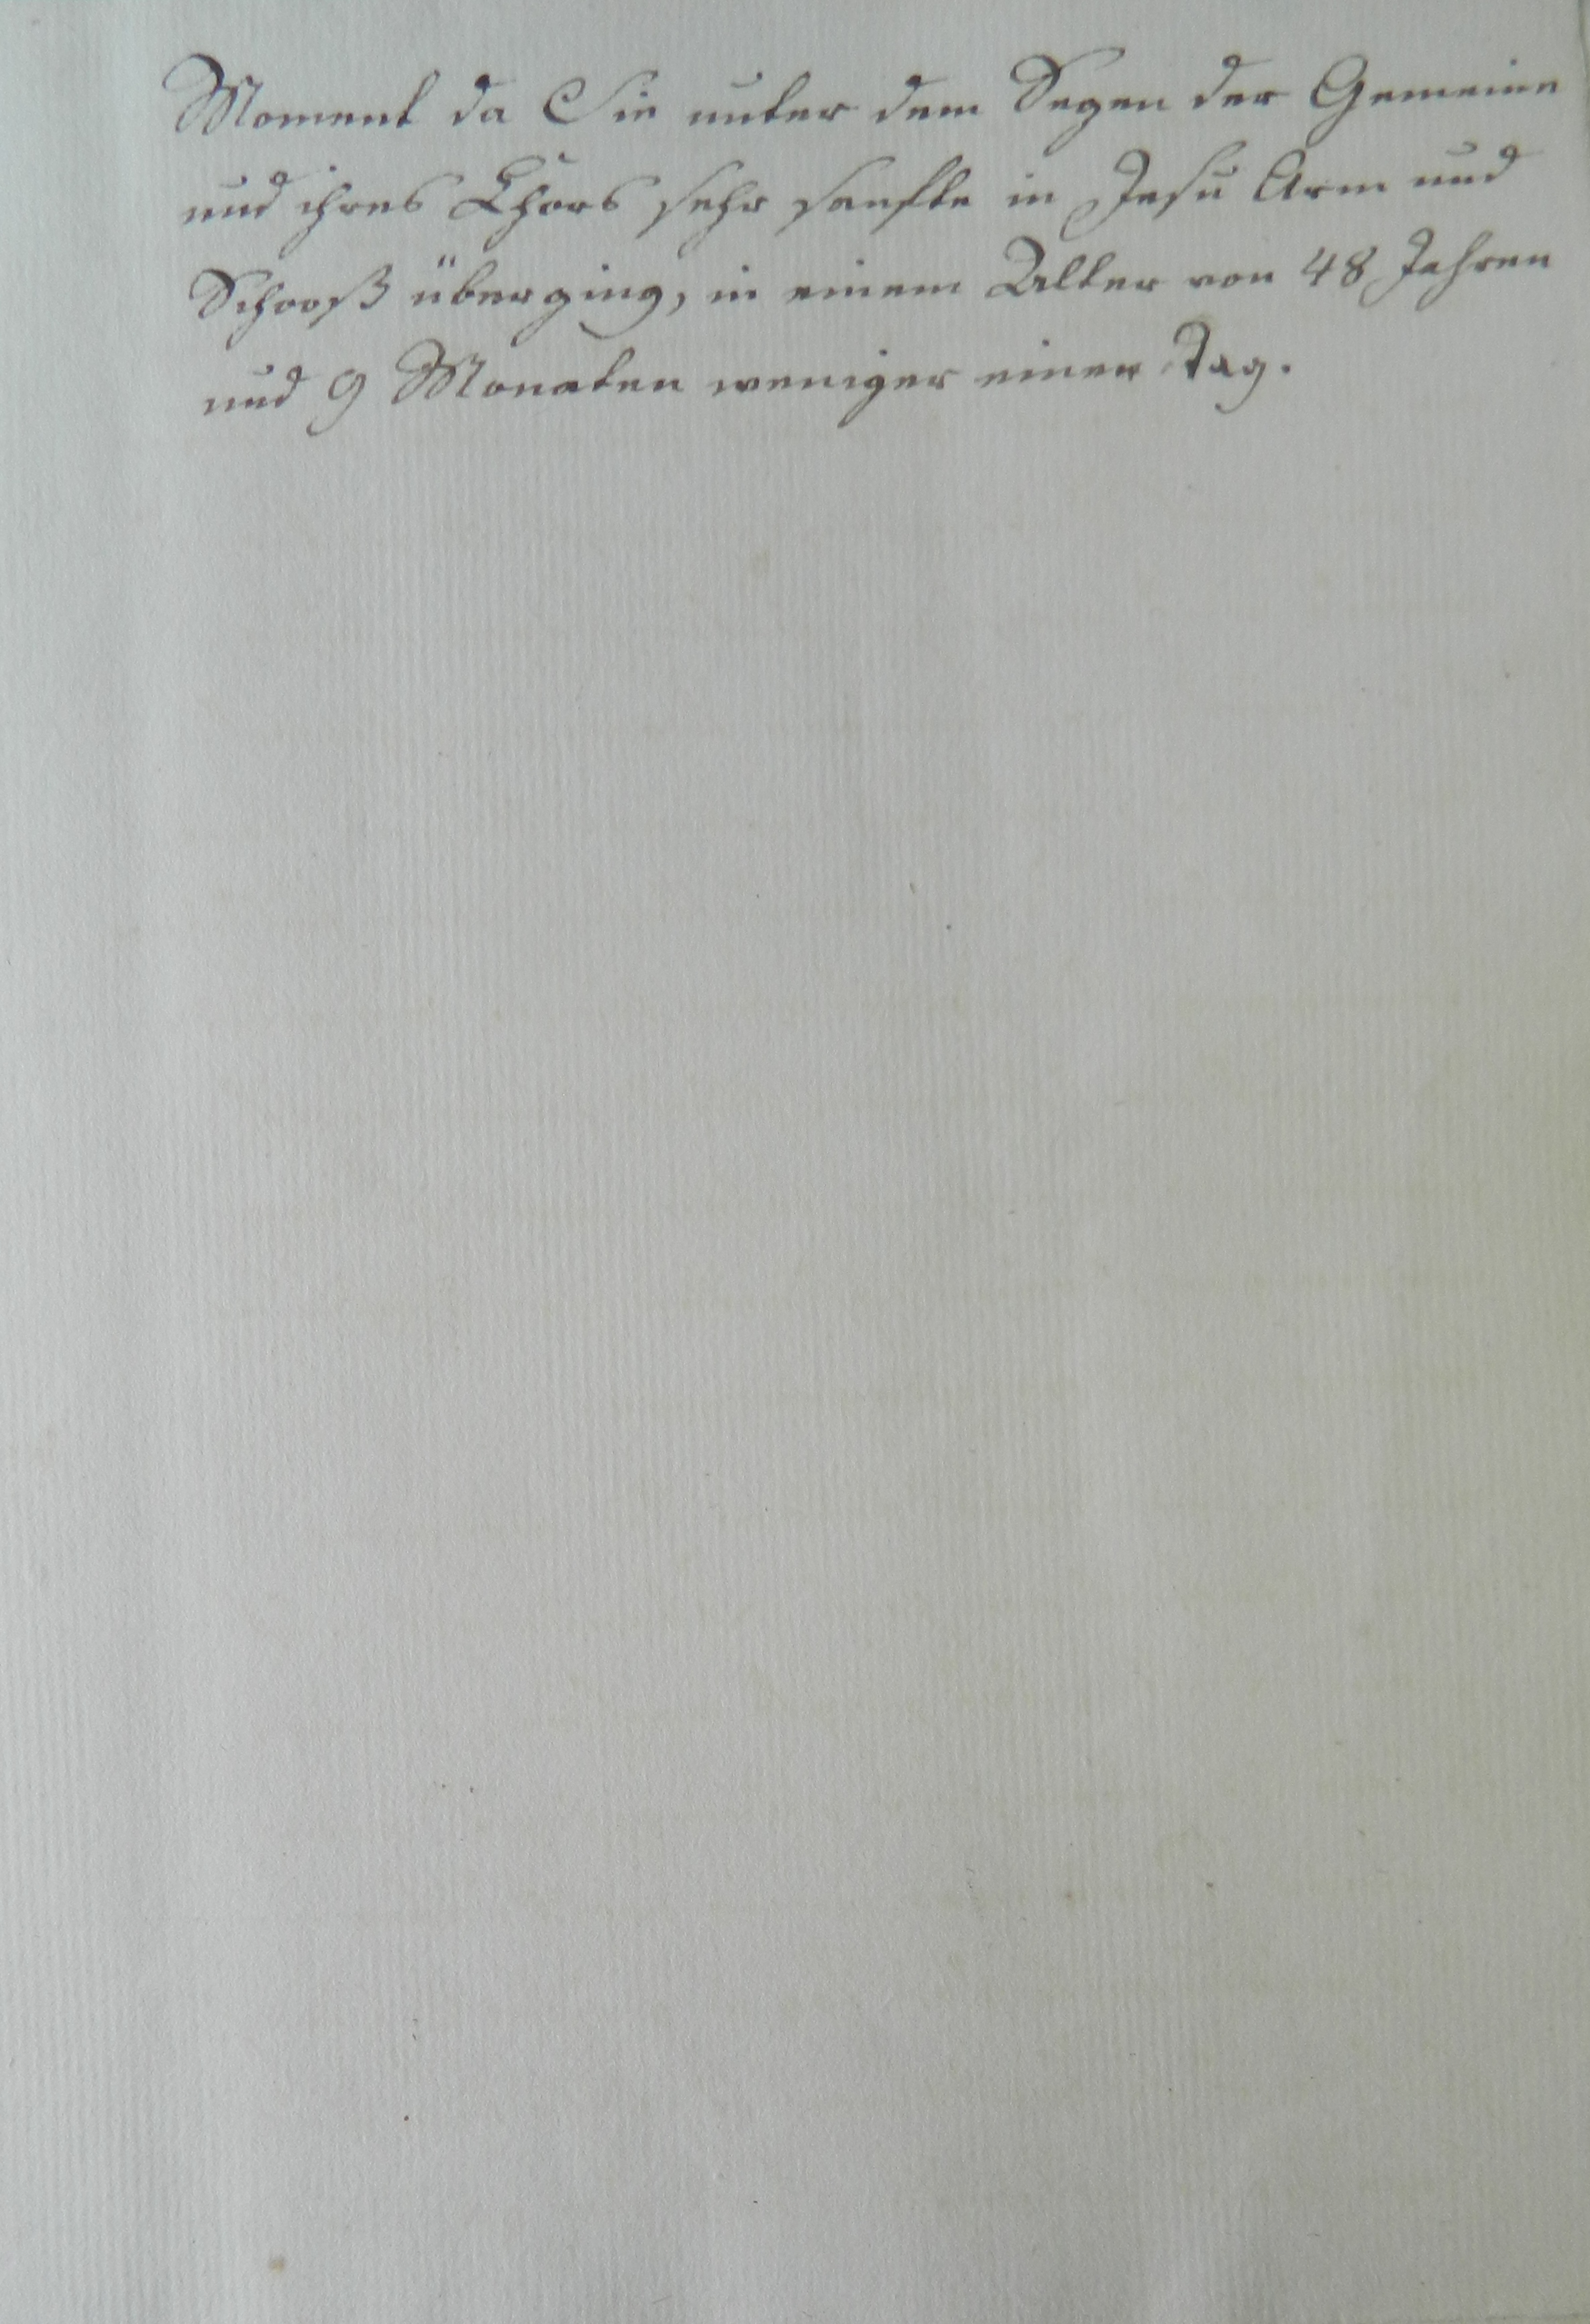 Moment da Sie unter dem Segen der Gemeine
und ihres Chors sehr sanfte in Jesu Arm und
Schooß überging, in einem Alter von 48 Jahren
und 9 Monaten weniger einen Tag.